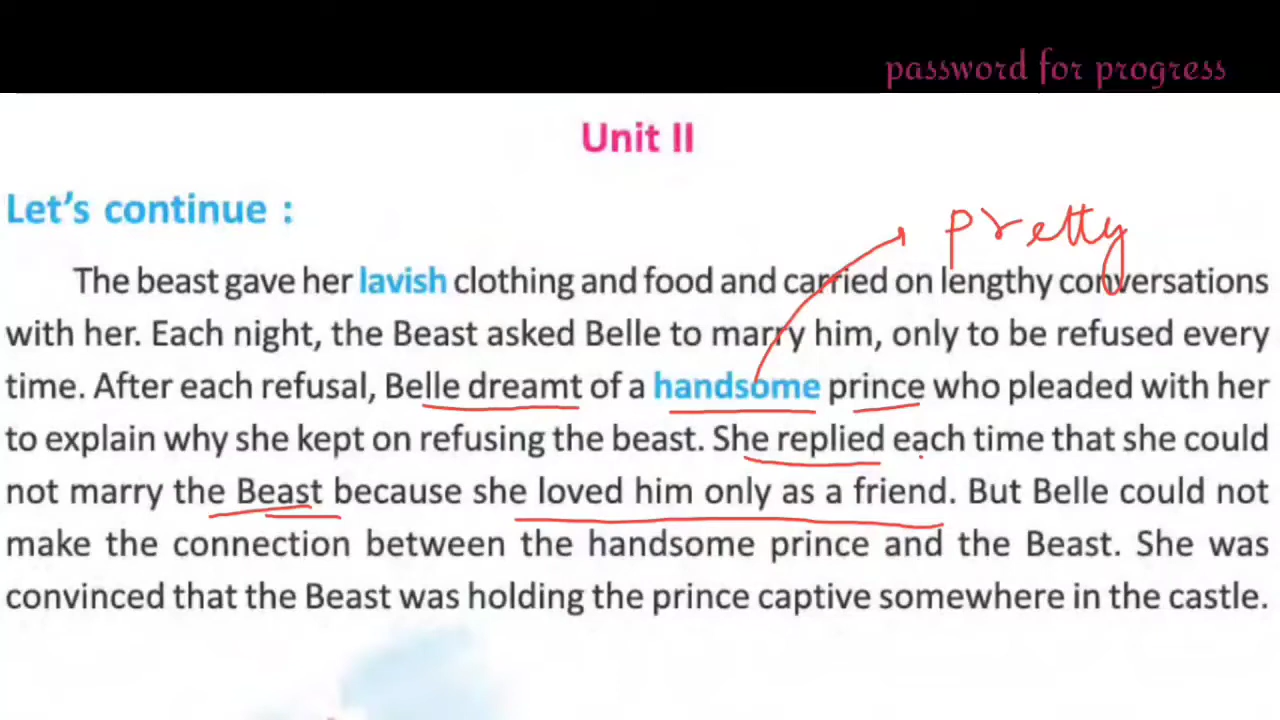 password for progress
Unit II
Let's continue :
pretty
The beast gave her lavish clothing and food and carried on lengthy conversations
with her. Each night, the Beast asked Belle to marry him, only to be refused every
time. After each refusal, Belle dreamt of a handsome prince who pleaded with her
to explain why she kept on refusing the beast. She replied each time that she could
not marry the Beast because she loved him only as a friend. But Belle could not
make the connection between the handsome prince and the Beast. She was
convinced that the Beast was holding the prince captive somewhere in the castle.